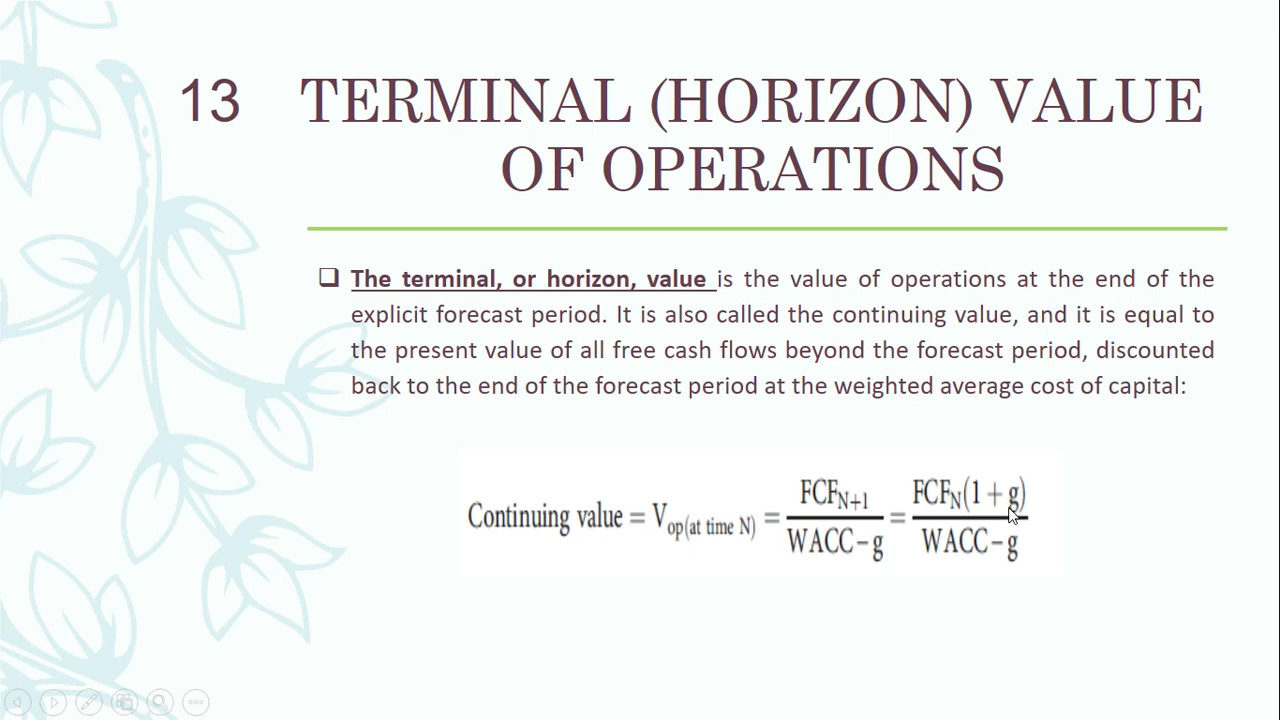 13 TERMINAL (HORIZON) VALUE
OF OPERATIONS
❑ The terminal, or horizon, value is the value of operations at the end of the
explicit forecast period. It is also called the continuing value, and it is equal to
the present value of all free cash flows beyond the forecast period, discounted
back to the end of the forecast period at the weighted average cost of capital:
Continuing value = V_op(at time N) = FCF_N+1 / WACC − g = FCF_N(1 + g) / WACC − g